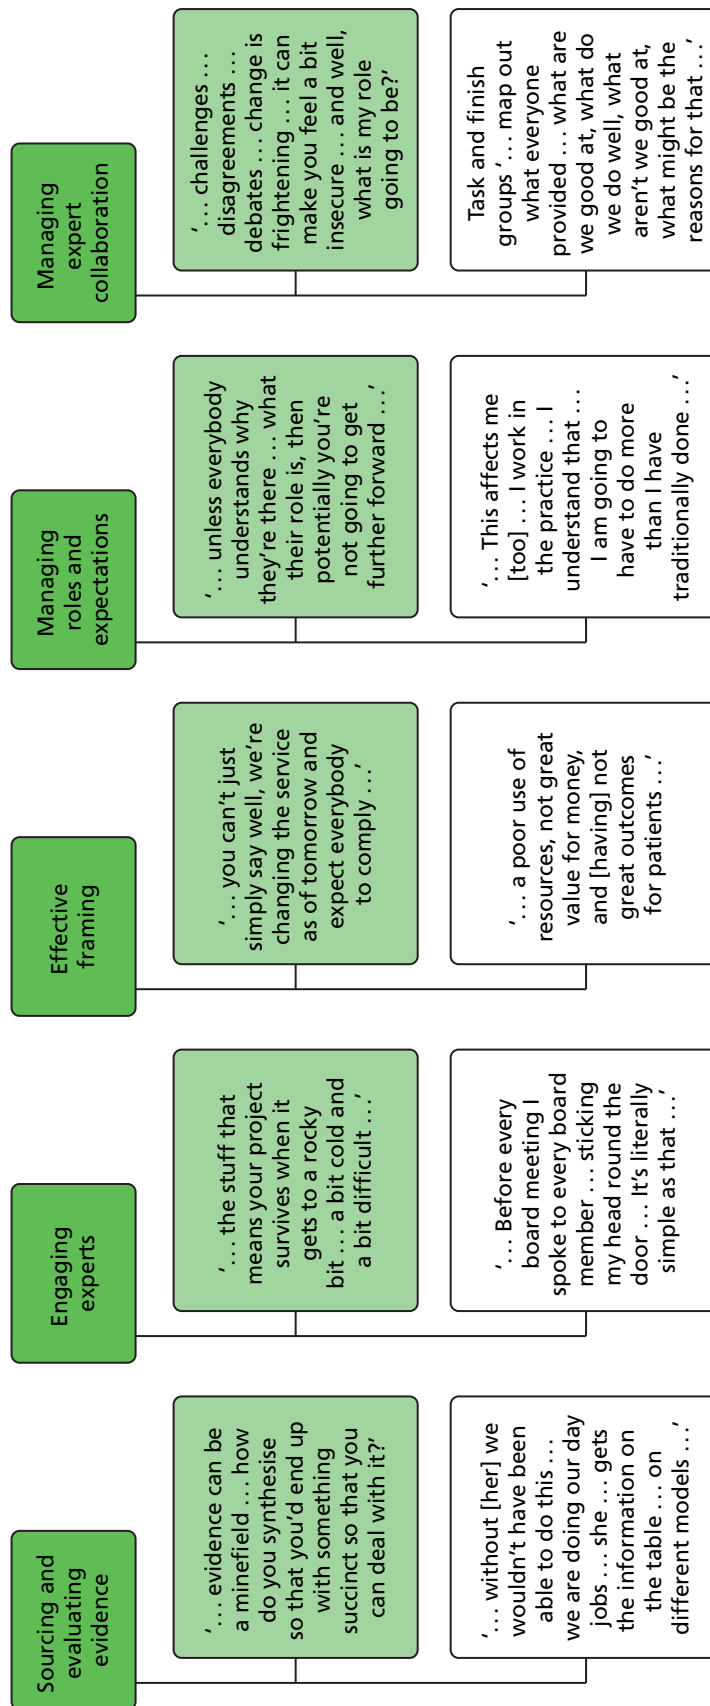 Sourcing and
evaluating
evidence
‘… evidence can be
a minefield … how
do you synthesise
so that you’d end up
with something
succinct so that you
can deal with it?’
‘… without [her] we
wouldn’t have been
able to do this …
we are doing our day
jobs … she … gets
the information on
the table … on
different models …’
Engaging
experts
‘… the stuff that
means your project
survives when it
gets to a rocky
bit … a bit cold and
a bit difficult …’
‘… Before every
board meeting I
spoke to every board
member … sticking
my head round the
door … It’s literally
simple as that …’
Effective
framing
‘… you can’t just
simply say well, we’re
changing the service
as of tomorrow and
expect everybody
to comply …’
‘… a poor use of
resources, not great
value for money,
and [having] not
great outcomes
for patients …’
Managing
roles and
expectations
‘… unless everybody
understands why
they’re there … what
their role is, then
potentially you’re
not going to get
further forward …’
‘… This affects me
[too] … I work in
the practice … I
understand that …
I am going to
have to do more
than I have
traditionally done …’
Managing
expert
collaboration
‘… challenges …
disagreements …
debates … change is
frightening … it can
make you feel a bit
insecure … and well,
what is my role
going to be?’
Task and finish
groups ‘… map out
what everyone
provided … what are
we good at, what do
we do well, what
aren’t we good at,
what might be the
reasons for that …’